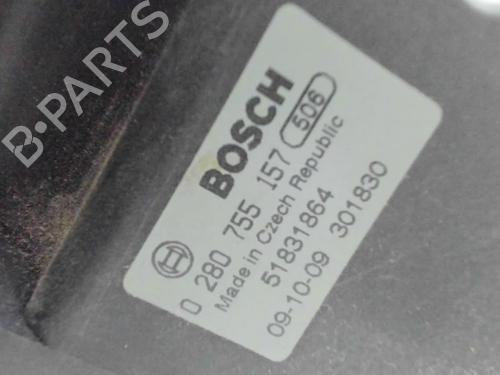 B-PARTS
BOSCH
0 280 755 157 506
Made in Czech Republic
51831864
09-10-09 301830